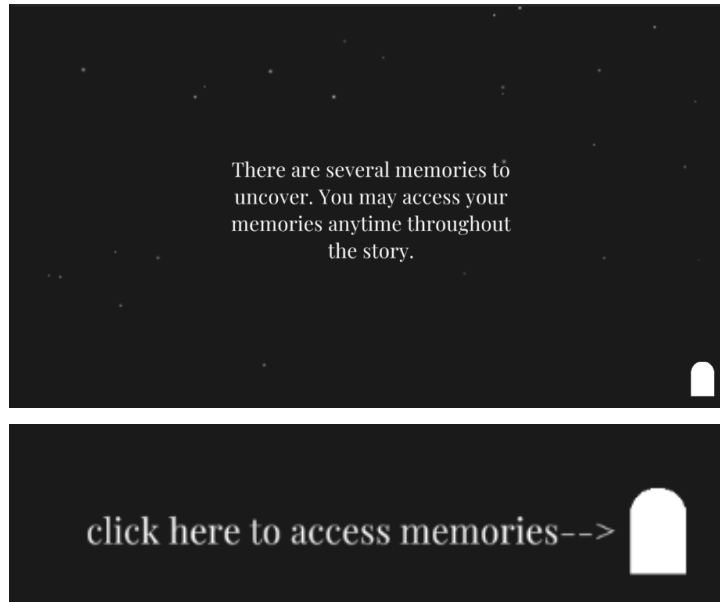 There are several memories to
uncover. You may access your
memories anytime throughout
the story.
click here to access memories-->